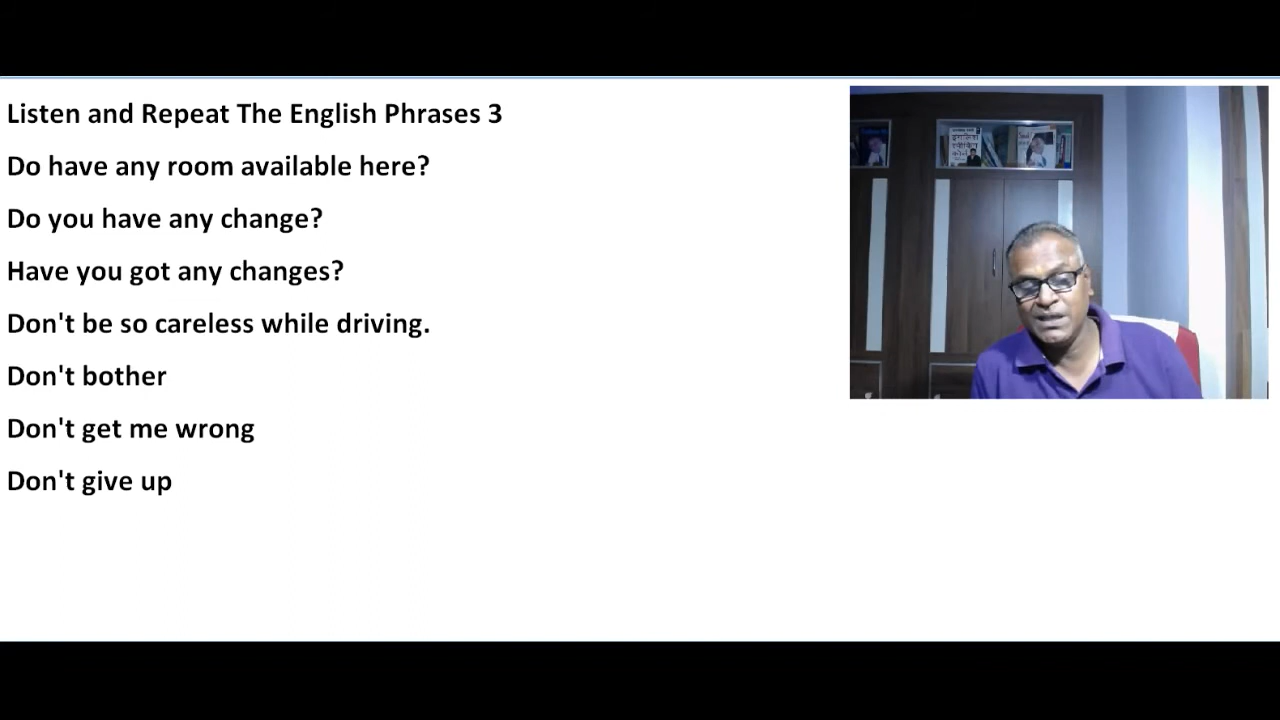 Listen and Repeat The English Phrases 3
Do have any room available here?
Do you have any change?
Have you got any changes?
Don't be so careless while driving.
Don't bother
Don't get me wrong
Don't give up